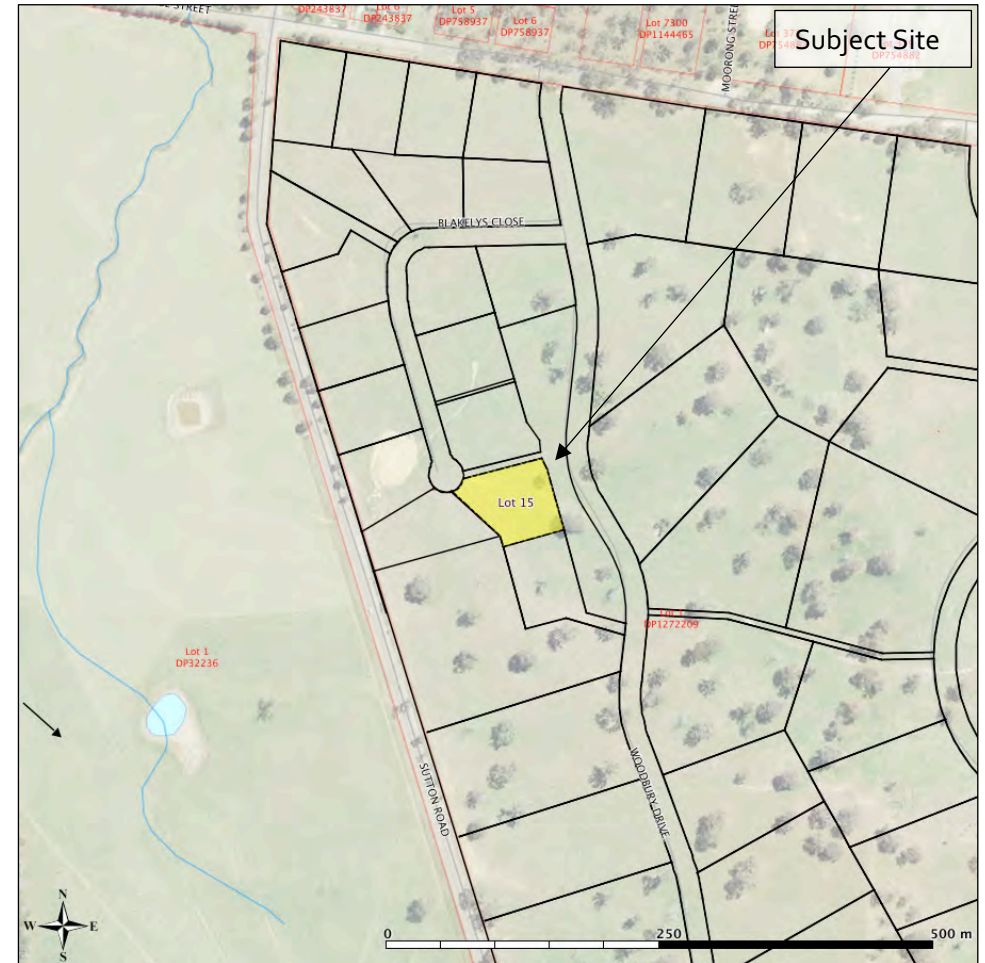 STREET
DP243837
Lot 6
DP243837
Lot 5
DP758937
Lot 6
DP758937
Lot 7300
DP1144465
MOORONG STREET
Subject Site
DP754882
BLAKELYS CLOSE
Lot 15
Lot 1
DP1272209
Lot 1
DP32236
SUTTON ROAD
WOODBURY DRIVE
N
W E
S
0 250 500 m